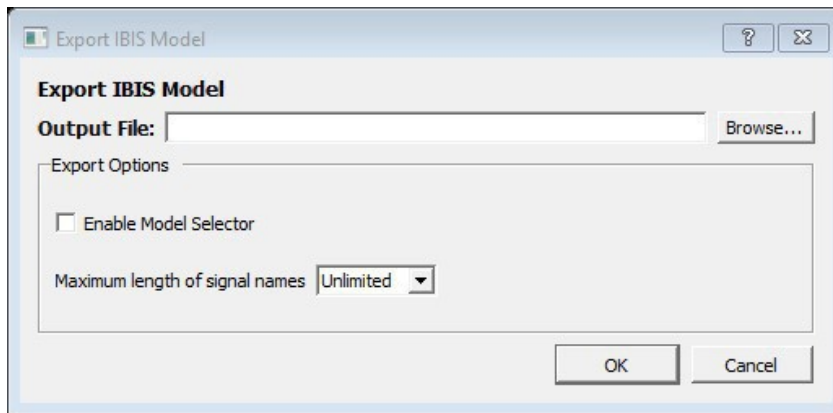 Export IBIS Model
Export IBIS Model
Output File: Browse...
Export Options
Enable Model Selector
Maximum length of signal names Unlimited
OK Cancel